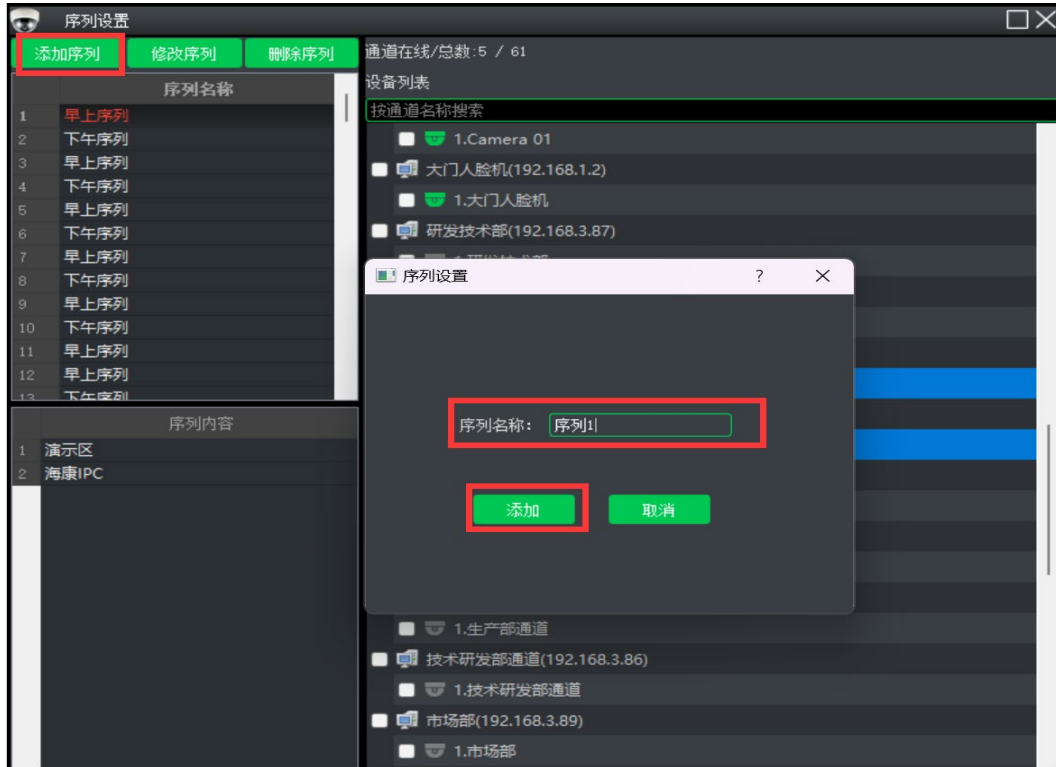 序列设置
添加序列 修改序列 删除序列
序列名称
1 早上序列
2 下午序列
3 早上序列
4 下午序列
5 早上序列
6 下午序列
7 早上序列
8 下午序列
9 早上序列
10 下午序列
11 早上序列
12 早上序列
13 下午序列
序列内容
1 演示区
2 海康IPC
通道在线/总数:5 / 61
设备列表
按通道名称搜索
1.Camera 01
大门人脸机(192.168.1.2)
1.大门人脸机
研发技术部(192.168.3.87)
序列设置 ?
序列名称: 序列1
添加 取消
1.生产部通道
技术研发部通道(192.168.3.86)
1.技术研发部通道
市场部(192.168.3.89)
1.市场部